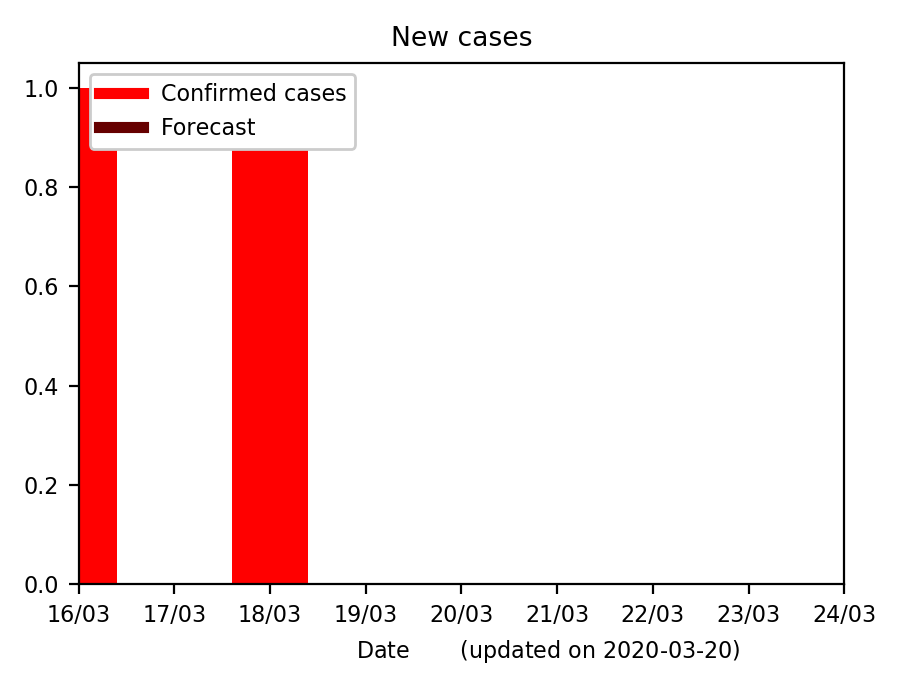 New cases
Confirmed cases
Forecast
1.0
0.8
0.6
0.4
0.2
0.0
16/03 17/03 18/03 19/03 20/03 21/03 22/03 23/03 24/03
Date (updated on 2020-03-20)